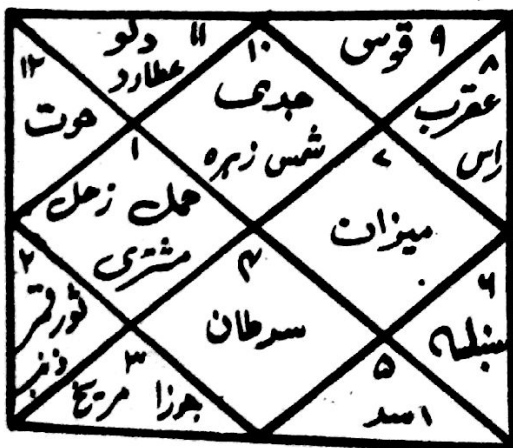 ۱۰
جدی
شمس زہرہ
۱۱
دلو
عطارد
۱۲
حوت
۱
حمل زحل
مشتری
۲
ثور قمر
ذنب
۳
جوزا مریخ
۴
سرطان
۵
اسد
۶
سنبلہ
۷
میزان
۸
عقرب
راس
۹
قوس